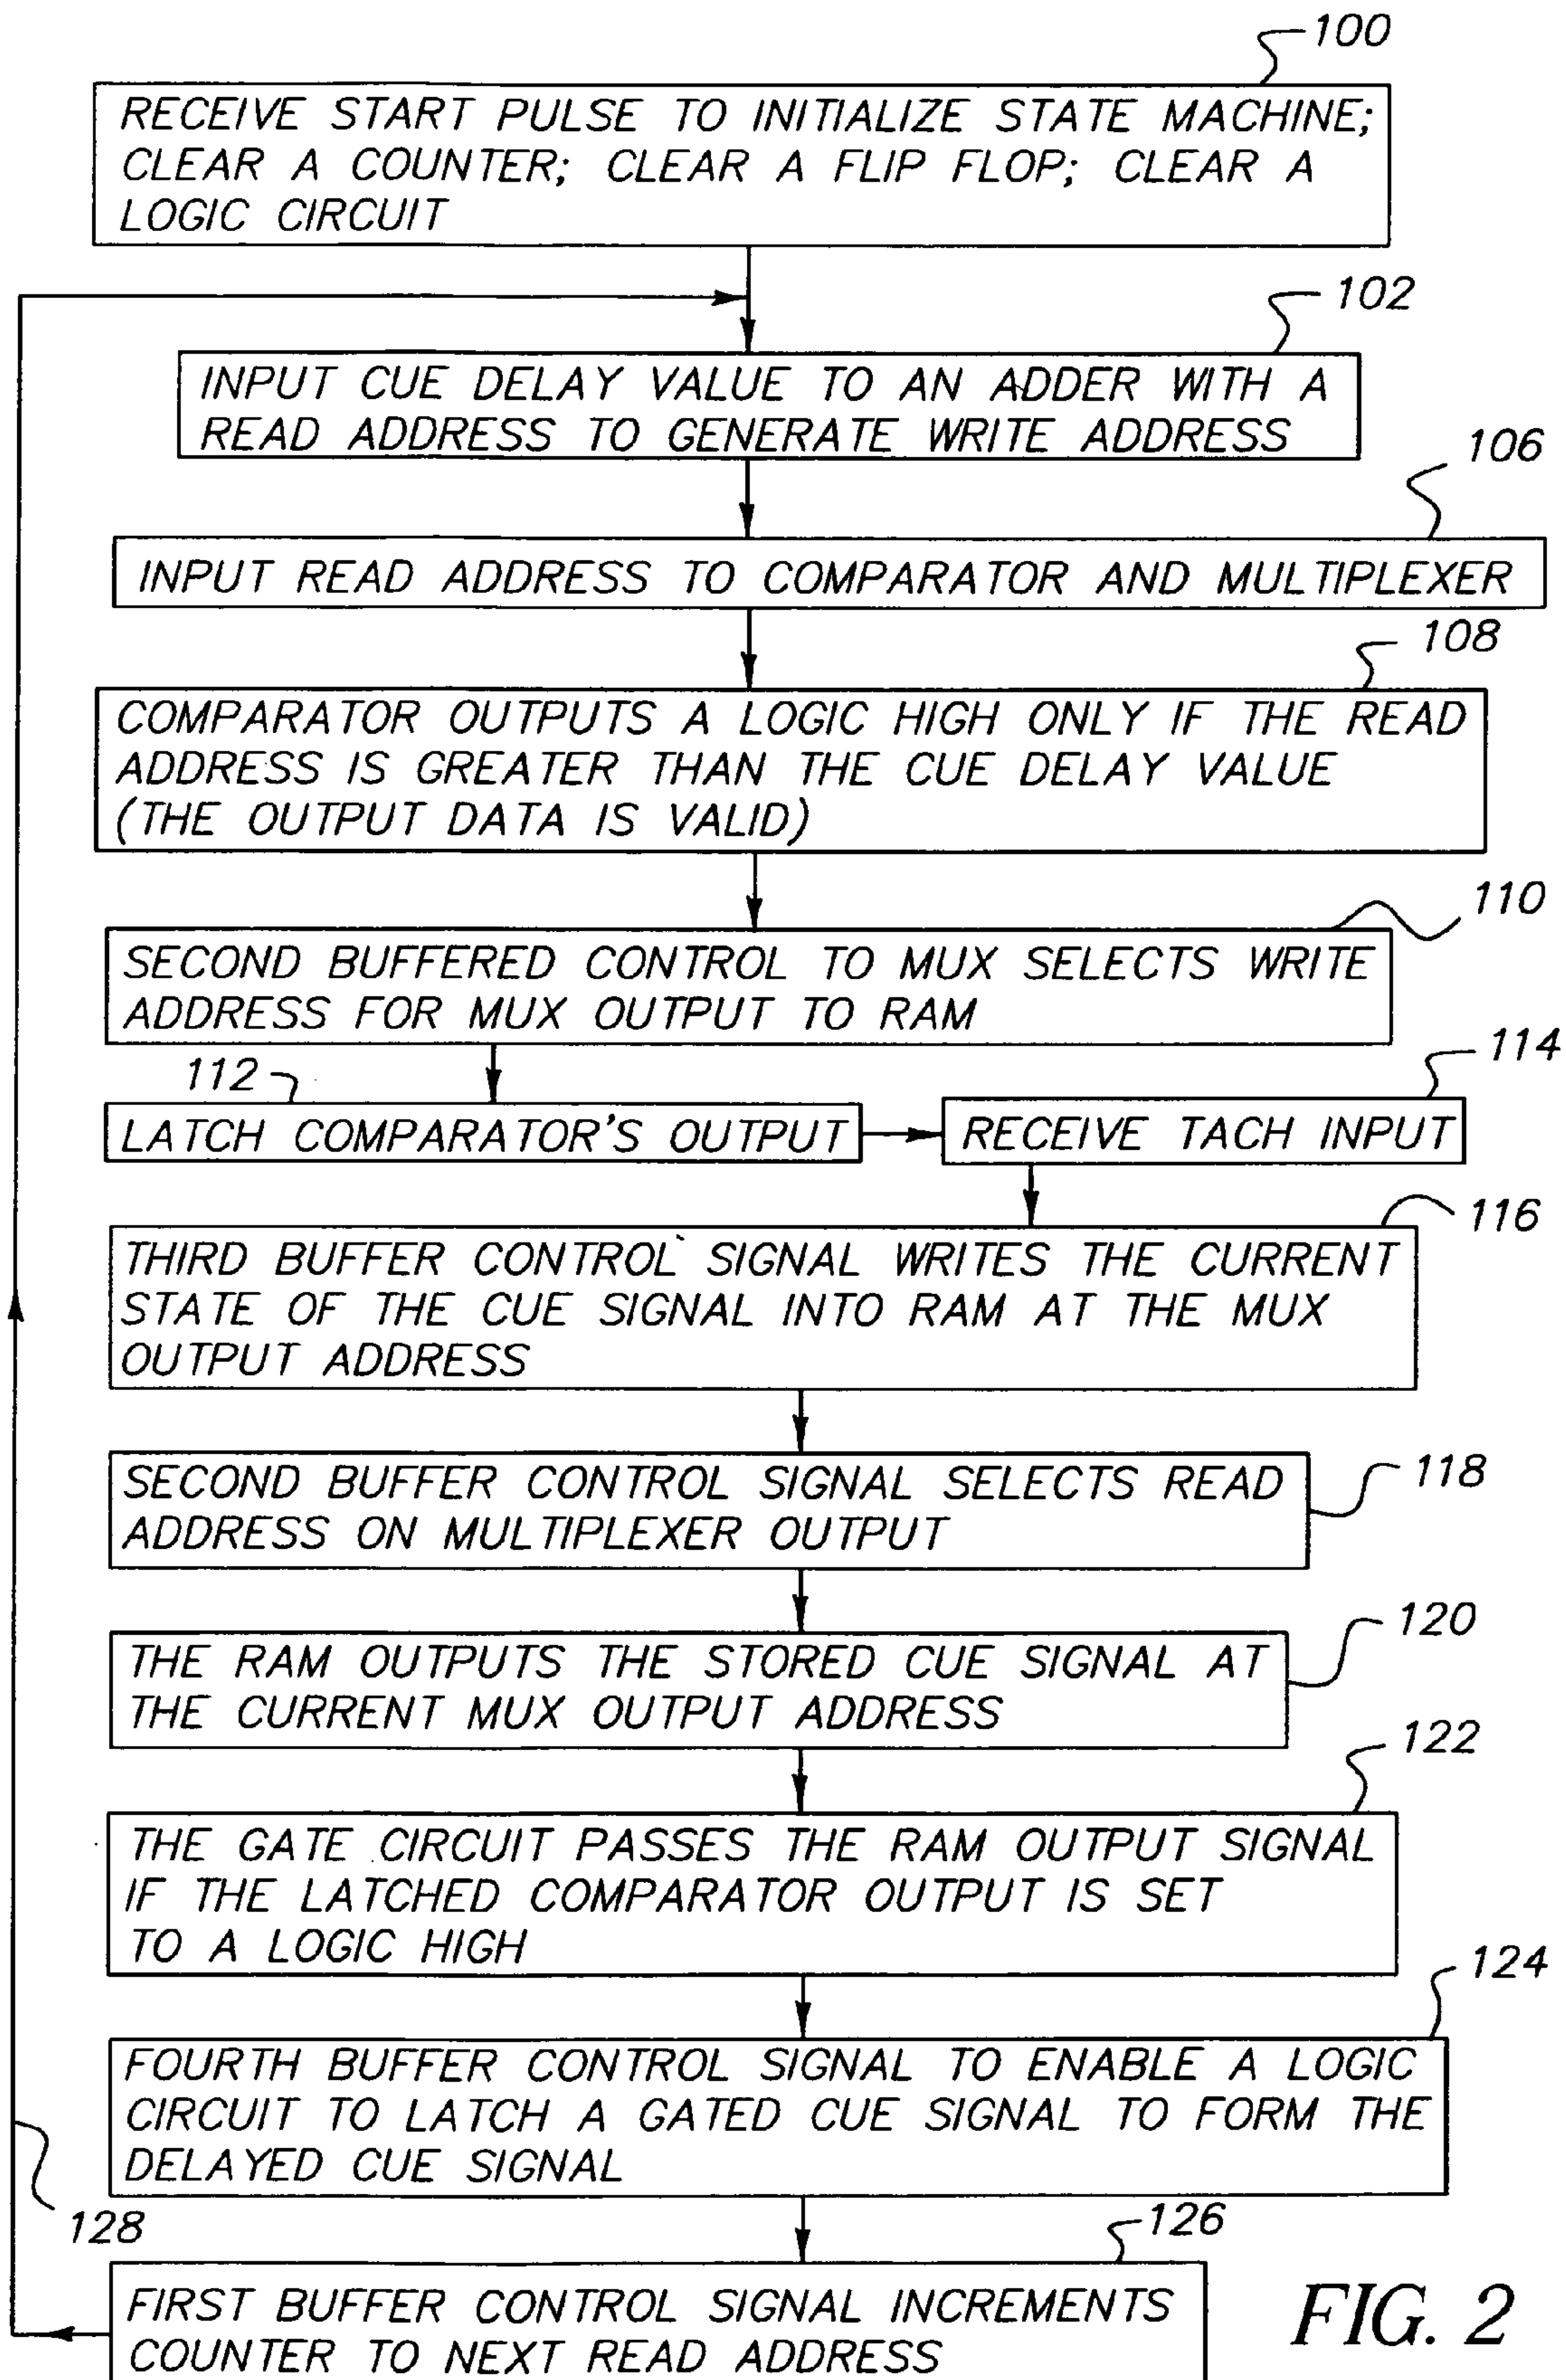 100
RECEIVE START PULSE TO INITIALIZE STATE MACHINE;
CLEAR A COUNTER; CLEAR A FLIP FLOP; CLEAR A
LOGIC CIRCUIT
102
INPUT CUE DELAY VALUE TO AN ADDER WITH A
READ ADDRESS TO GENERATE WRITE ADDRESS
106
INPUT READ ADDRESS TO COMPARATOR AND MULTIPLEXER
108
COMPARATOR OUTPUTS A LOGIC HIGH ONLY IF THE READ
ADDRESS IS GREATER THAN THE CUE DELAY VALUE
(THE OUTPUT DATA IS VALID)
110
SECOND BUFFERED CONTROL TO MUX SELECTS WRITE
ADDRESS FOR MUX OUTPUT TO RAM
112
LATCH COMPARATOR'S OUTPUT
114
RECEIVE TACH INPUT
116
THIRD BUFFER CONTROL SIGNAL WRITES THE CURRENT
STATE OF THE CUE SIGNAL INTO RAM AT THE MUX
OUTPUT ADDRESS
118
SECOND BUFFER CONTROL SIGNAL SELECTS READ
ADDRESS ON MULTIPLEXER OUTPUT
120
THE RAM OUTPUTS THE STORED CUE SIGNAL AT
THE CURRENT MUX OUTPUT ADDRESS
122
THE GATE CIRCUIT PASSES THE RAM OUTPUT SIGNAL
IF THE LATCHED COMPARATOR OUTPUT IS SET
TO A LOGIC HIGH
124
FOURTH BUFFER CONTROL SIGNAL TO ENABLE A LOGIC
CIRCUIT TO LATCH A GATED CUE SIGNAL TO FORM THE
DELAYED CUE SIGNAL
128
126
FIRST BUFFER CONTROL SIGNAL INCREMENTS
COUNTER TO NEXT READ ADDRESS
FIG. 2